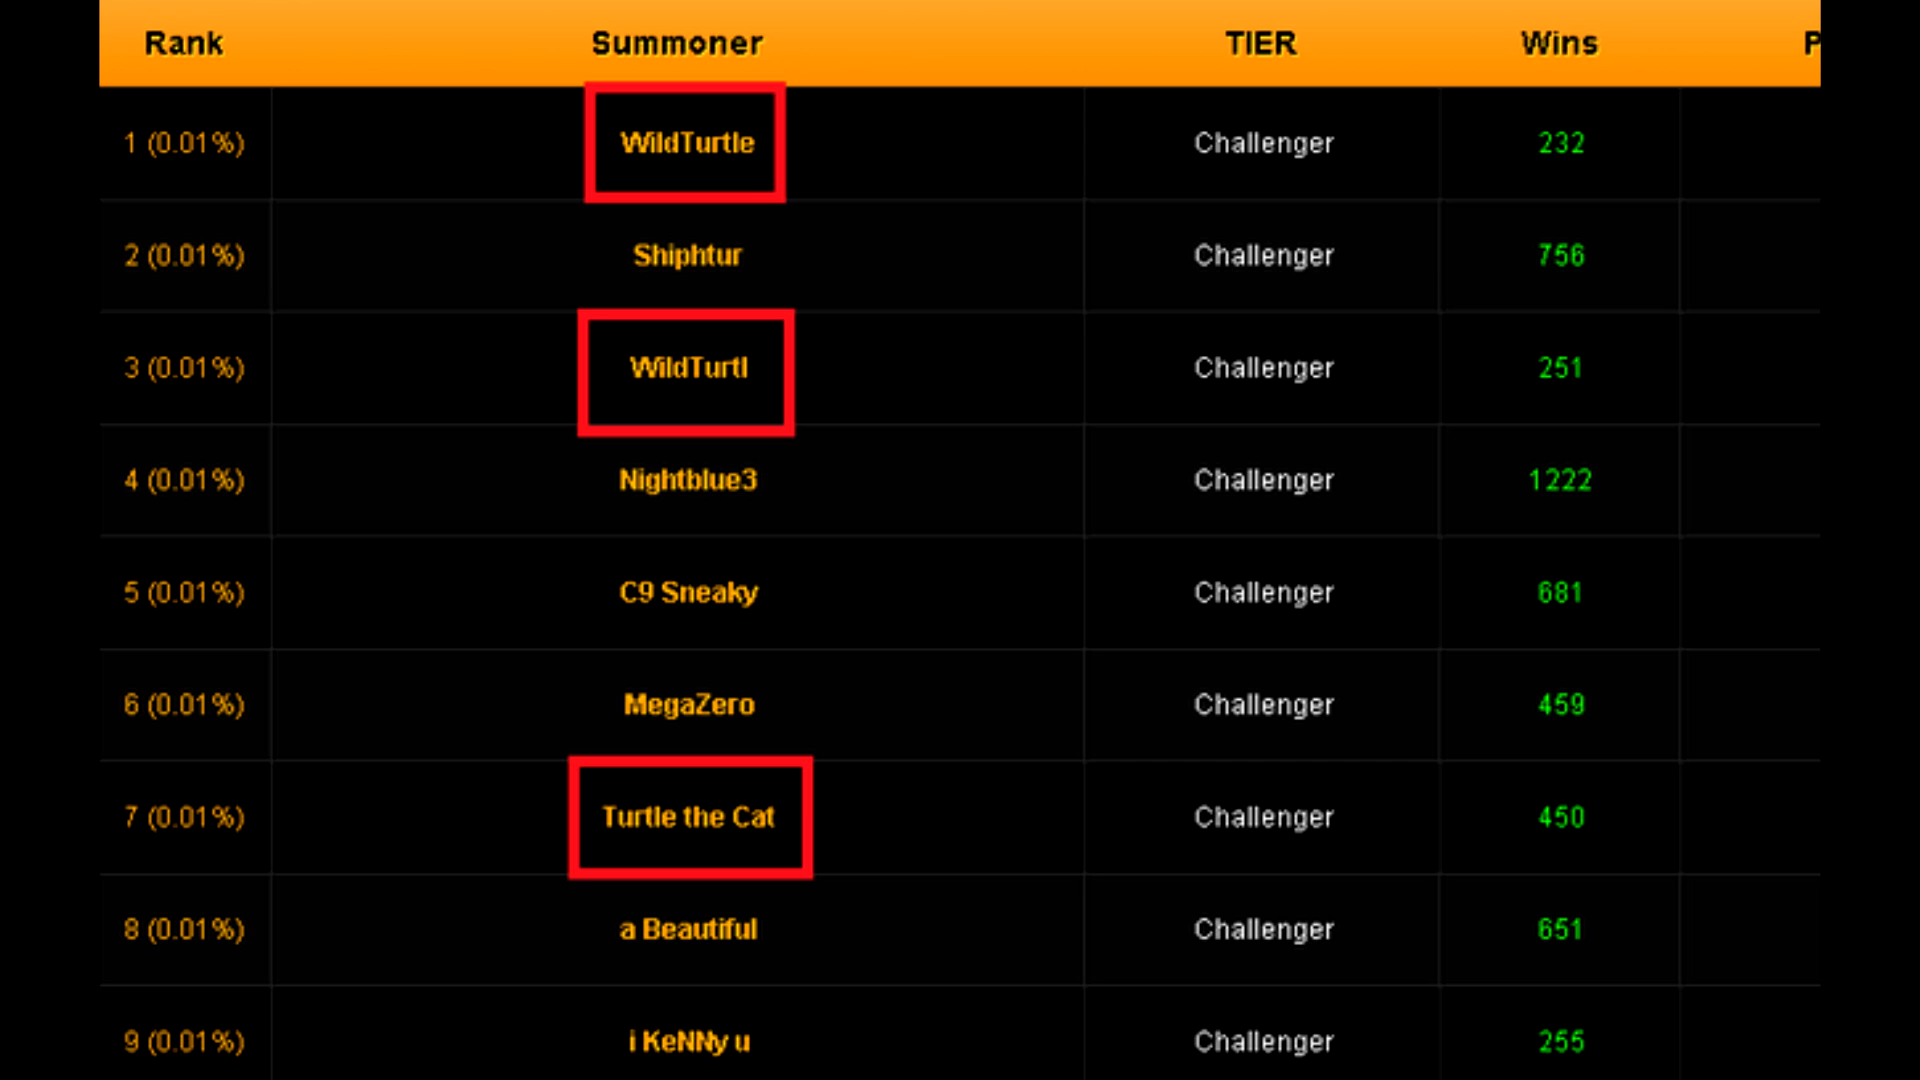 Rank Summoner TIER Wins P
1 (0.01%) WildTurtle Challenger 232
2 (0.01%) Shiphtur Challenger 756
3 (0.01%) WildTurtl Challenger 251
4 (0.01%) Nightblue3 Challenger 1222
5 (0.01%) C9 Sneaky Challenger 681
6 (0.01%) MegaZero Challenger 459
7 (0.01%) Turtle the Cat Challenger 450
8 (0.01%) a Beautiful Challenger 651
9 (0.01%) i KeNNy u Challenger 255